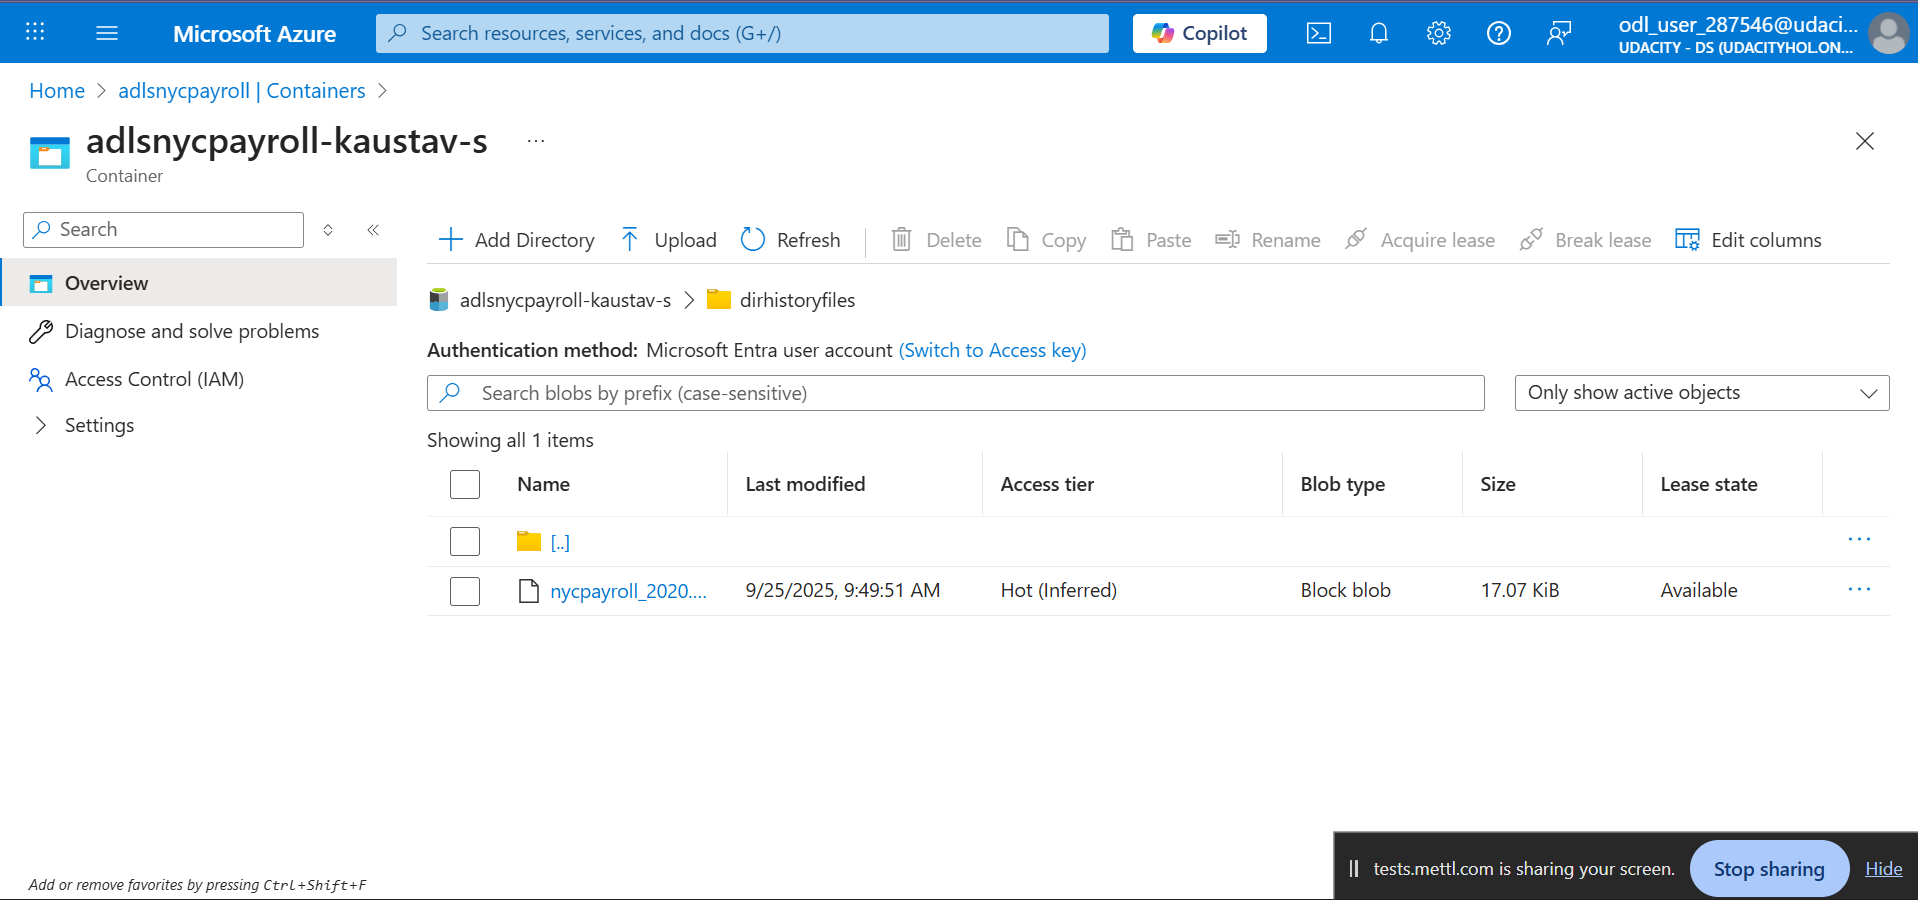 Microsoft Azure
Search resources, services, and docs (G+/)
Copilot
odl_user_287546@udaci...
UDACITY - DS (UDACITYHOL.ON...
Home > adlsnycpayroll | Containers >
adlsnycpayroll-kaustav-s ...
Container
Search
Overview
Diagnose and solve problems
Access Control (IAM)
Settings
Add Directory Upload Refresh Delete Copy Paste Rename Acquire lease Break lease Edit columns
adlsnycpayroll-kaustav-s > dirhistoryfiles
Authentication method: Microsoft Entra user account (Switch to Access key)
Search blobs by prefix (case-sensitive)
Only show active objects
Showing all 1 items
Name Last modified Access tier Blob type Size Lease state
[..] ...
nycpayroll_2020.... 9/25/2025, 9:49:51 AM Hot (Inferred) Block blob 17.07 KiB Available ...
Add or remove favorites by pressing Ctrl+Shift+F
tests.mettl.com is sharing your screen. Stop sharing Hide